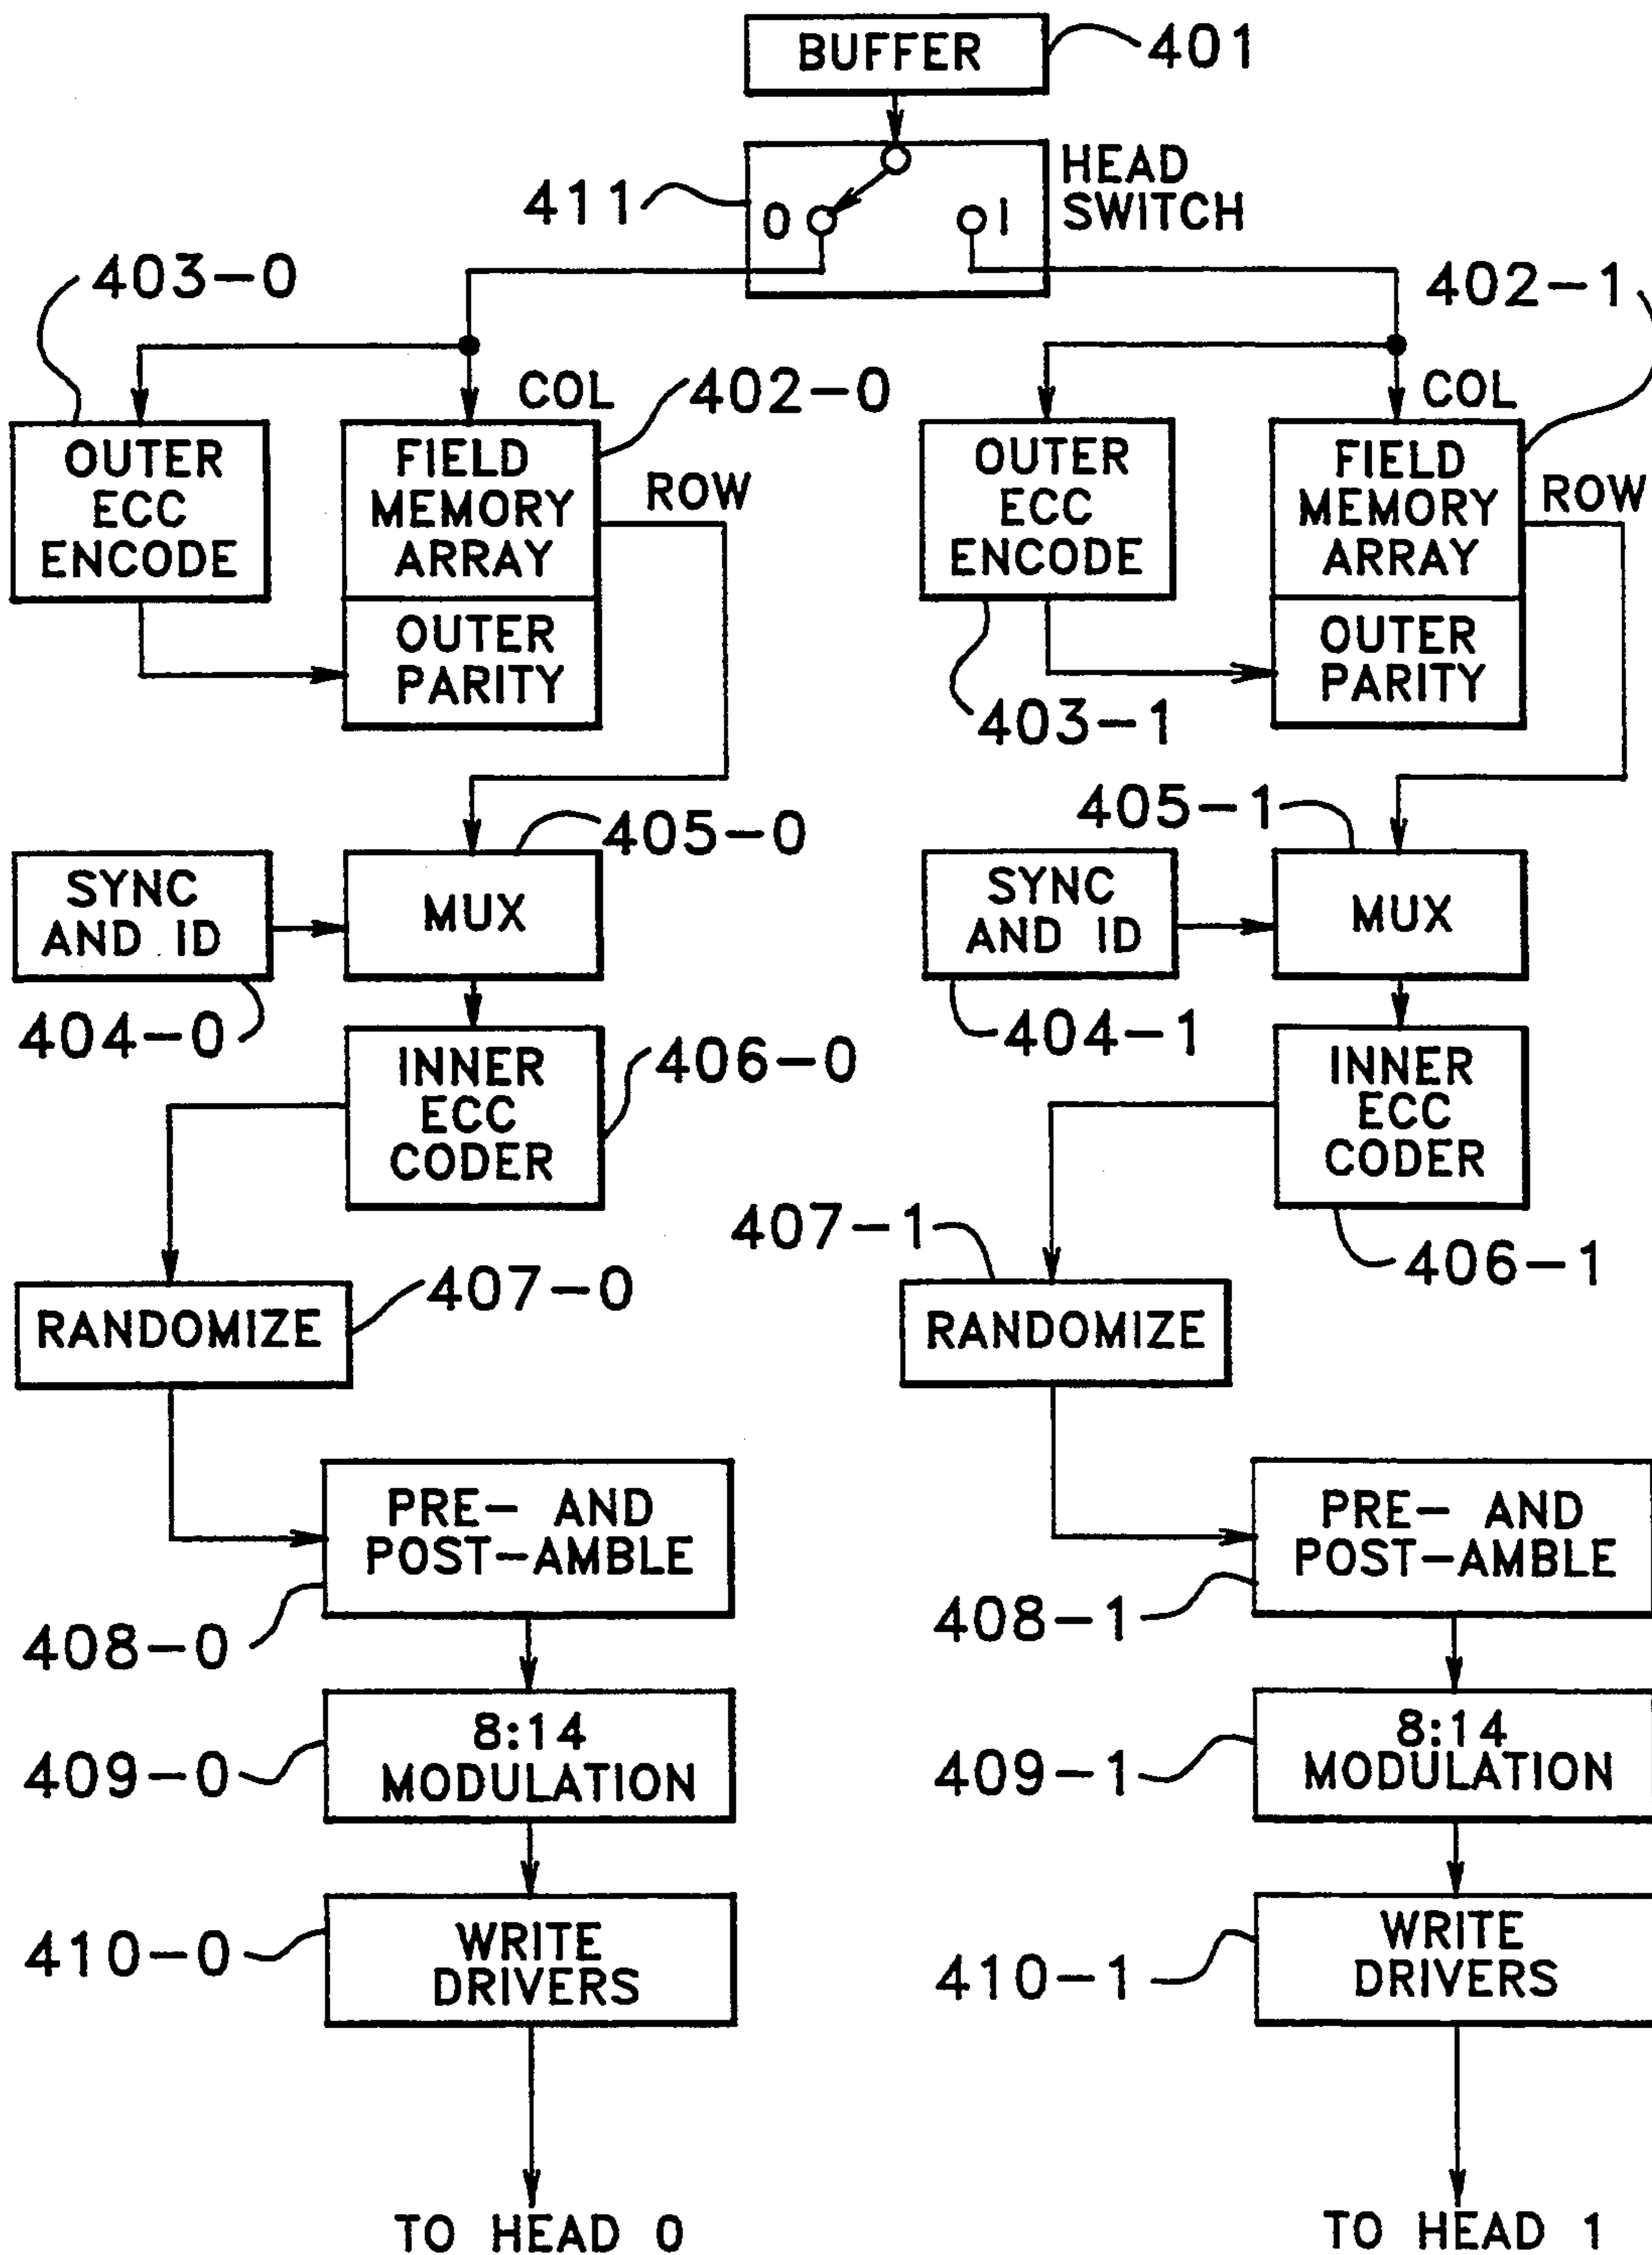 BUFFER
401
HEAD
SWITCH
411
0
1
403-0
402-1
COL
402-0
COL
OUTER
ECC
ENCODE
FIELD
MEMORY
ARRAY
ROW
OUTER
PARITY
OUTER
ECC
ENCODE
FIELD
MEMORY
ARRAY
ROW
OUTER
PARITY
403-1
405-0
405-1
SYNC
AND ID
MUX
SYNC
AND ID
MUX
404-0
404-1
INNER
ECC
CODER
406-0
INNER
ECC
CODER
406-1
407-0
407-1
RANDOMIZE
RANDOMIZE
PRE- AND
POST-AMBLE
PRE- AND
POST-AMBLE
408-0
408-1
8:14
MODULATION
8:14
MODULATION
409-0
409-1
WRITE
DRIVERS
WRITE
DRIVERS
410-0
410-1
TO HEAD 0
TO HEAD 1